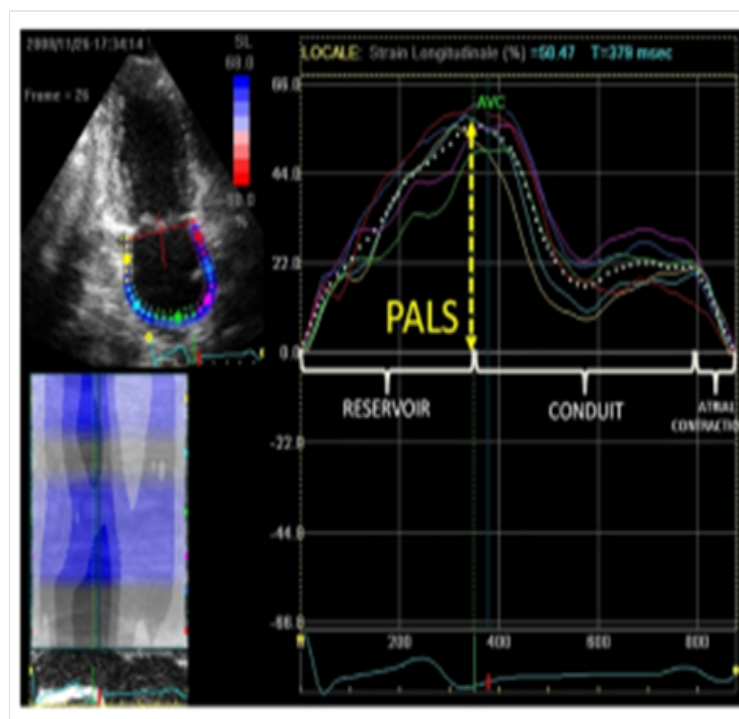 2008/11/26-17:34:14
SL
60.0
Frame = 26
LOCALE: Strain Longitudinale (%) =50.47 T=378 msec
66.0
AVC
44.0
22.0
PALS
0.0
RESERVOIR
CONDUIT
ATRIAL
CONTRACTIO
-22.0
-44.0
-66.0
0
200
400
600
800